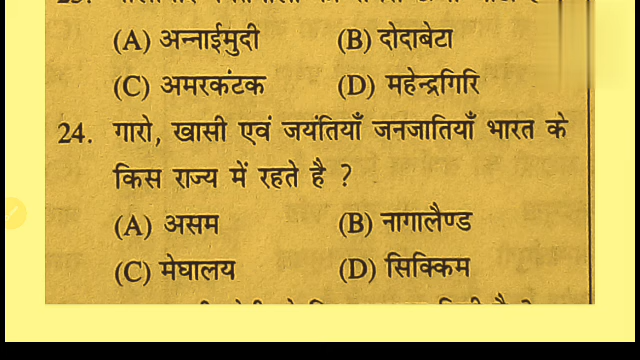 (A) अन्नाईमुदी (B) दोदाबेटा
(C) अमरकंटक (D) महेन्द्रगिरि
24. गारो, खासी एवं जयंतियाँ जनजातियाँ भारत के
किस राज्य में रहते है ?
(A) असम (B) नागालैण्ड
(C) मेघालय (D) सिक्किम